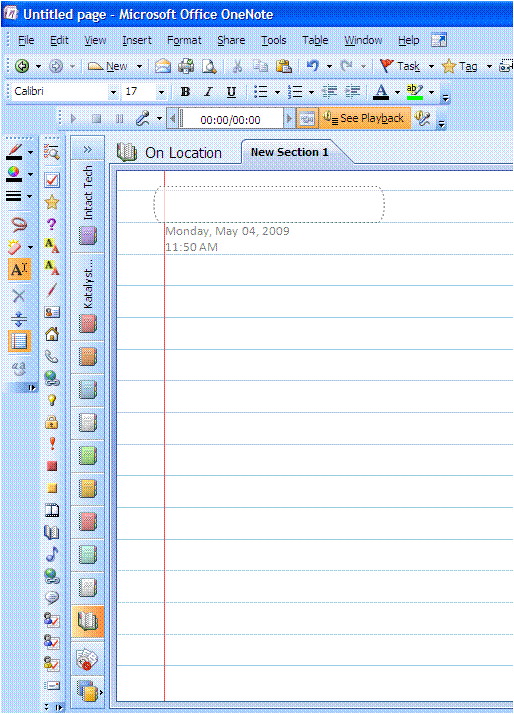 Untitled page - Microsoft Office OneNote
File Edit View Insert Format Share Tools Table Window Help
New Task Tag
Calibri 17 B I U A ab
00:00/00:00 See Playback
On Location New Section 1
Intact Tech
Katalyst...
Monday, May 04, 2009
11:50 AM